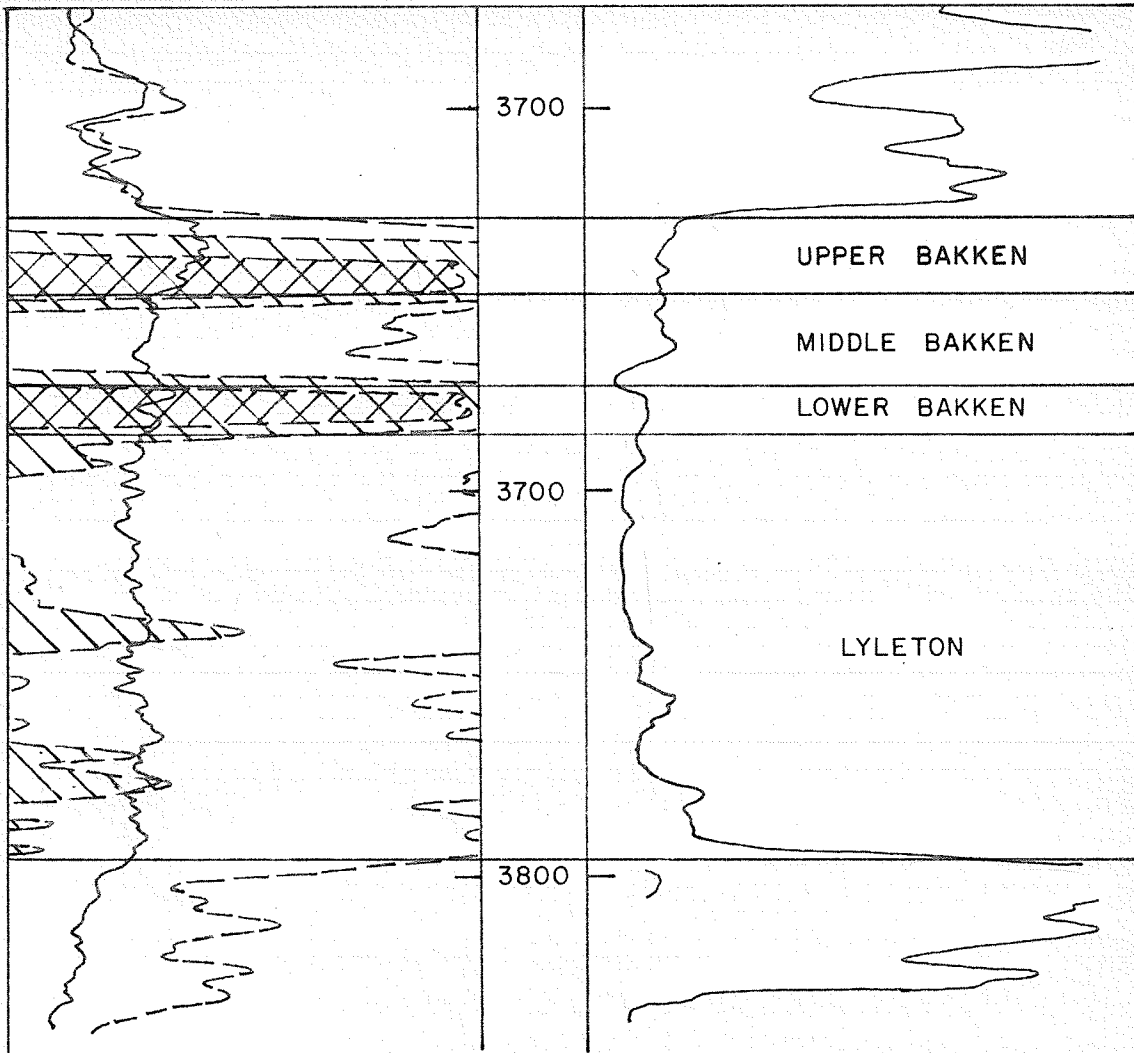 3700
UPPER BAKKEN
MIDDLE BAKKEN
LOWER BAKKEN
3700
LYLETON
3800